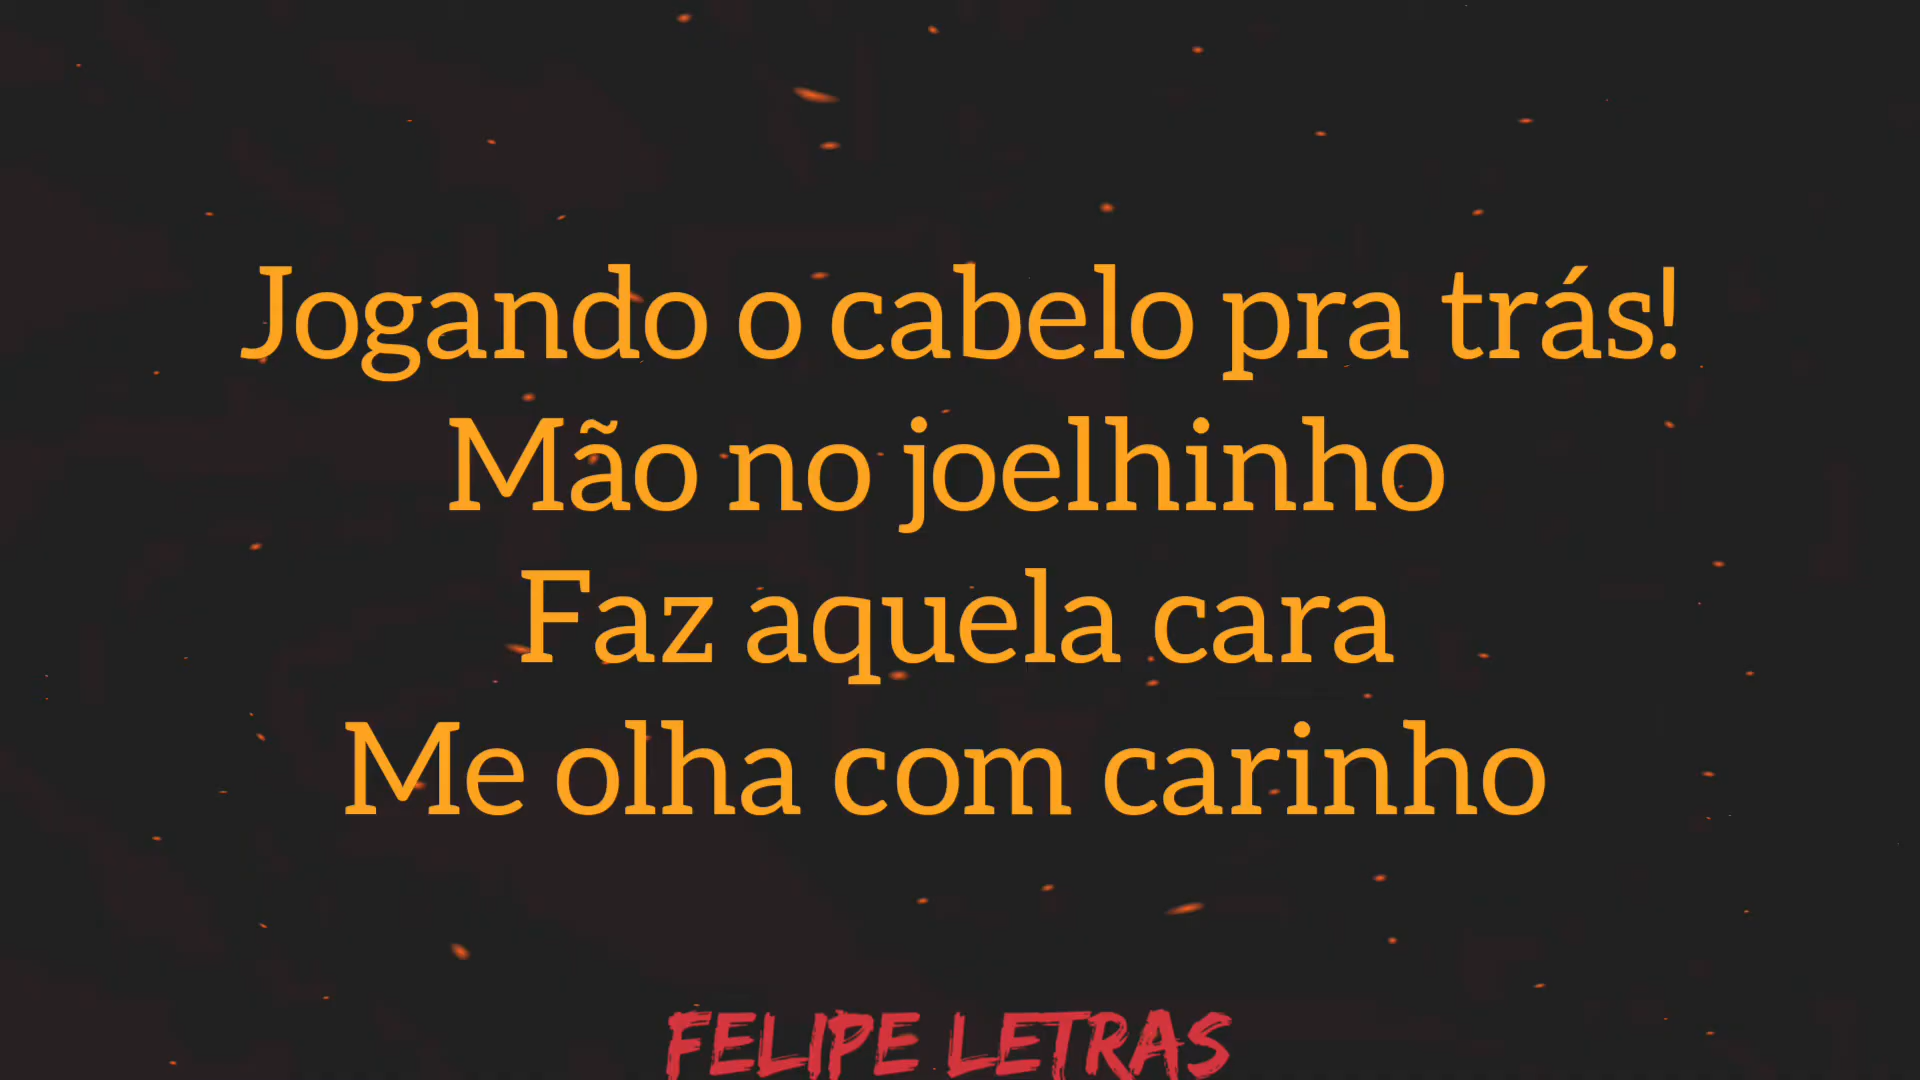 Jogando o cabelo pra trás!
Mão no joelhinho
Faz aquela cara
Me olha com carinho
FELIPE LETRAS